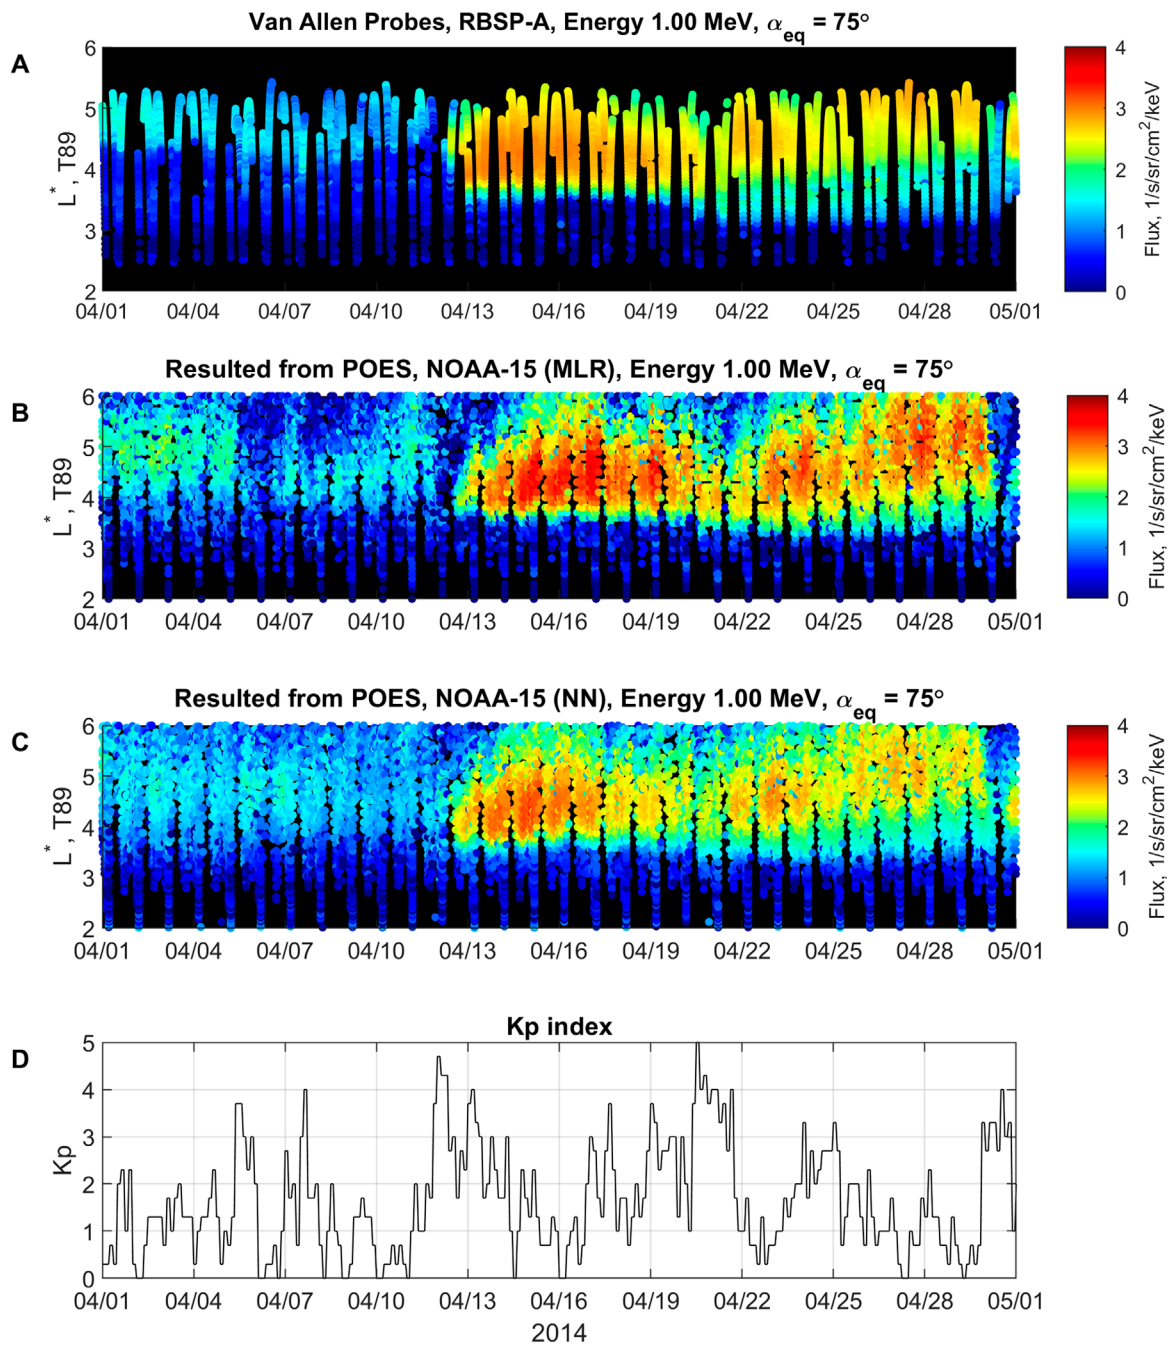 Van Allen Probes, RBSP-A, Energy 1.00 MeV, α_eq = 75°
A
6
5
4
3
2
L*, T89
04/01 04/04 04/07 04/10 04/13 04/16 04/19 04/22 04/25 04/28 05/01
4
3
2
1
0
Flux, 1/s/sr/cm²/keV
Resulted from POES, NOAA-15 (MLR), Energy 1.00 MeV, α_eq = 75°
B
6
5
4
3
2
L*, T89
04/01 04/04 04/07 04/10 04/13 04/16 04/19 04/22 04/25 04/28 05/01
4
3
2
1
0
Flux, 1/s/sr/cm²/keV
Resulted from POES, NOAA-15 (NN), Energy 1.00 MeV, α_eq = 75°
C
6
5
4
3
2
L*, T89
04/01 04/04 04/07 04/10 04/13 04/16 04/19 04/22 04/25 04/28 05/01
4
3
2
1
0
Flux, 1/s/sr/cm²/keV
Kp index
D
5
4
3
2
1
0
Kp
04/01 04/04 04/07 04/10 04/13 04/16 04/19 04/22 04/25 04/28 05/01
2014